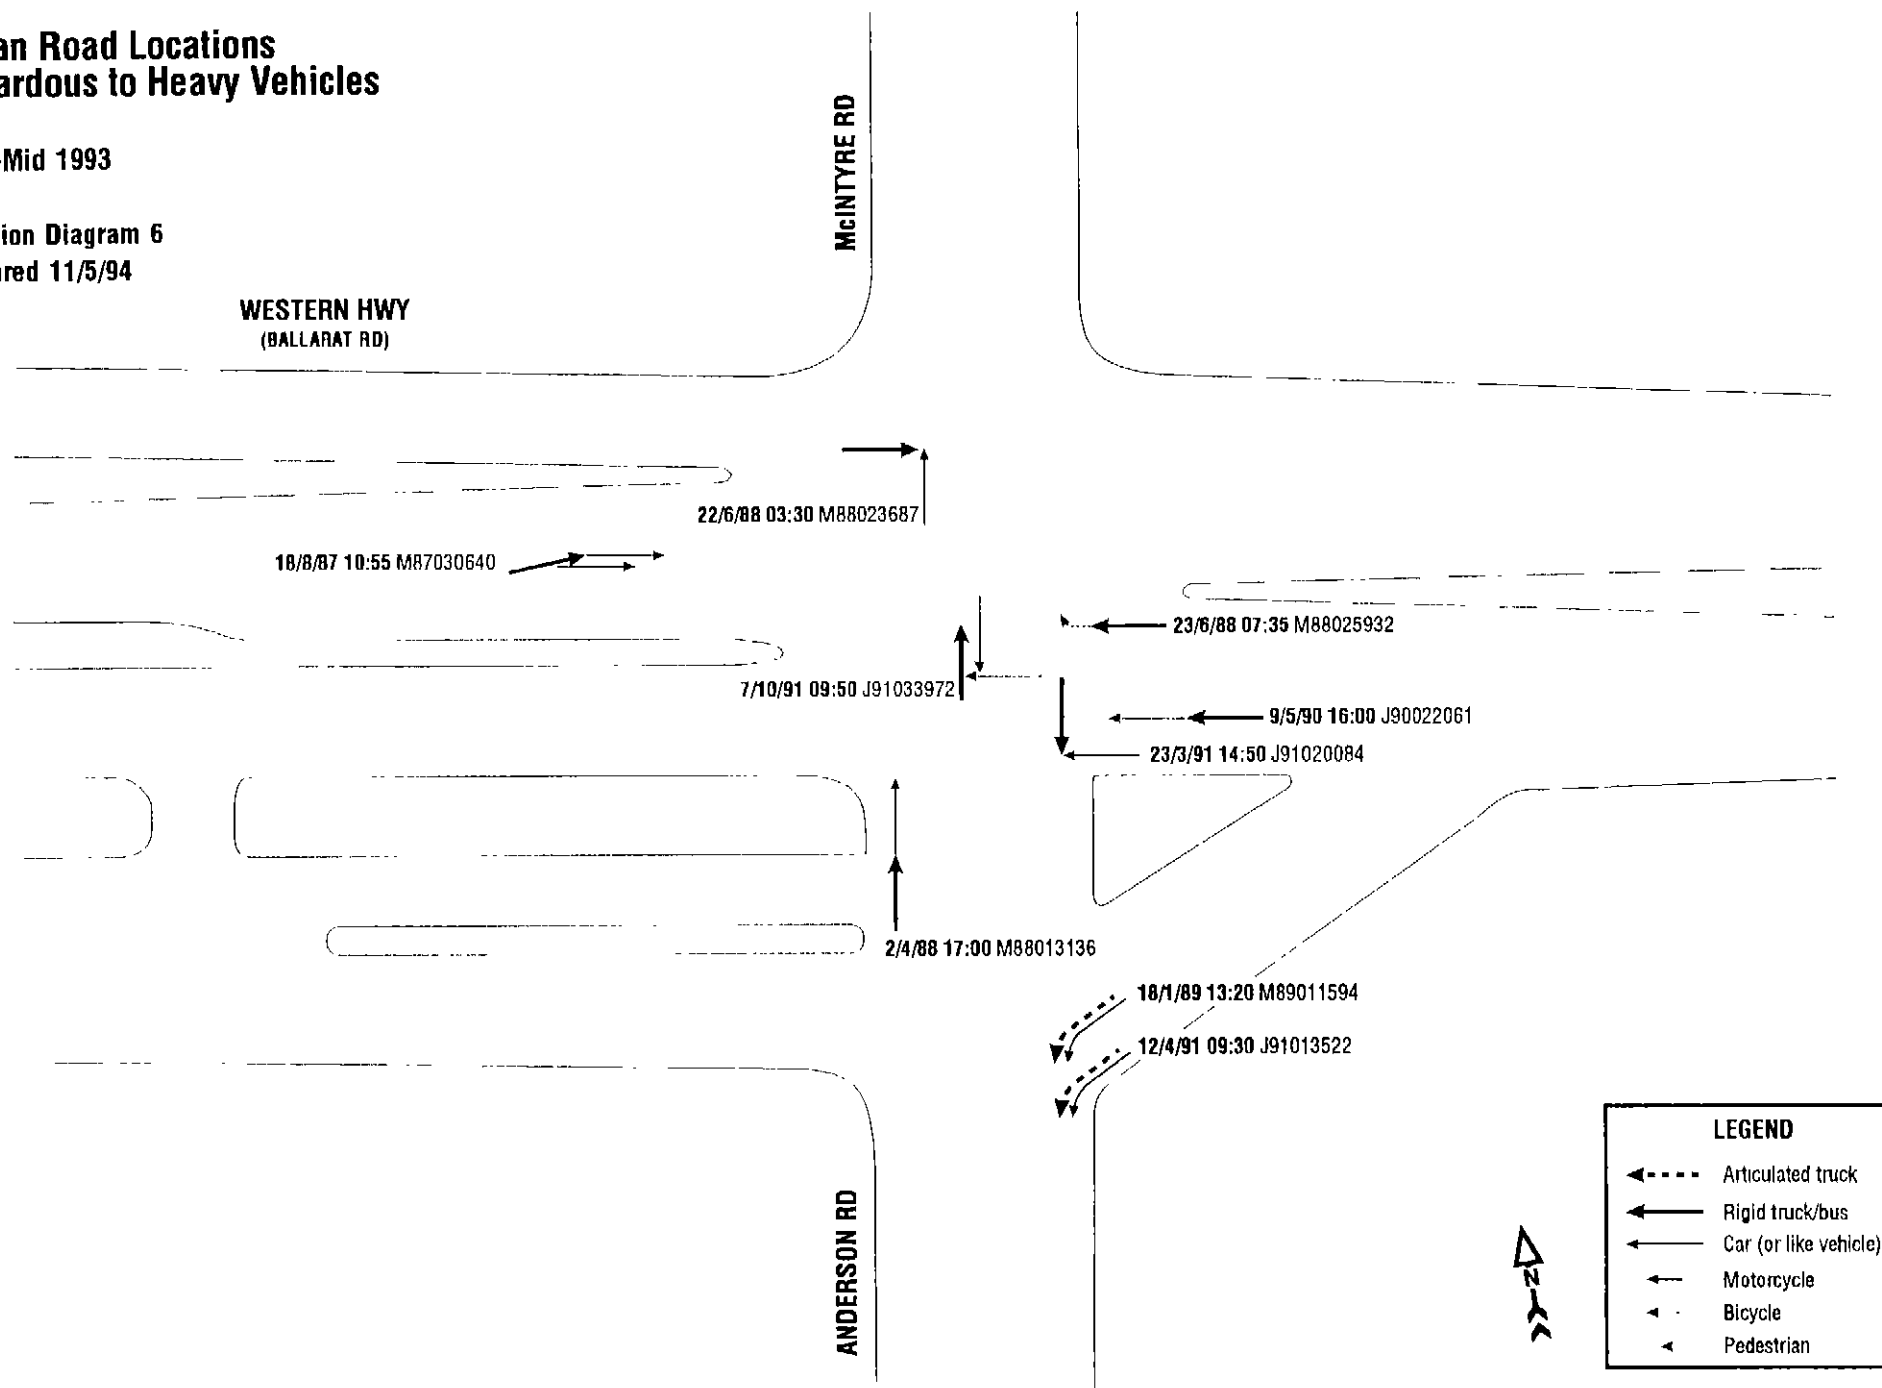 an Road Locations
ardous to Heavy Vehicles
-Mid 1993
ion Diagram 6
ared 11/5/94
McINTYRE RD
WESTERN HWY
(BALLARAT RD)
22/6/88 03:30 M88023687
18/8/87 10:55 M87030640
23/6/88 07:35 M88025932
7/10/91 09:50 J91033972
9/5/90 16:00 J90022061
23/3/91 14:50 J91020084
2/4/88 17:00 M88013136
18/1/89 13:20 M89011594
12/4/91 09:30 J91013522
ANDERSON RD
N
LEGEND
Articulated truck
Rigid truck/bus
Car (or like vehicle)
Motorcycle
Bicycle
Pedestrian